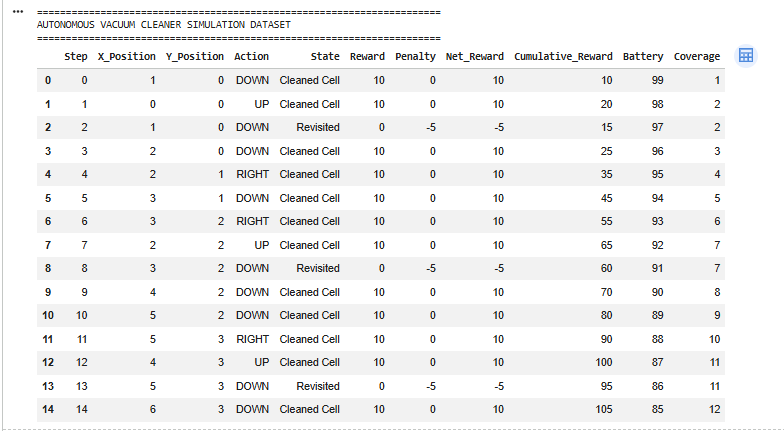 ...
======================================================================
AUTONOMOUS VACUUM CLEANER SIMULATION DATASET
======================================================================
Step X_Position Y_Position Action State Reward Penalty Net_Reward Cumulative_Reward Battery Coverage
0 0 1 0 DOWN Cleaned Cell 10 0 10 10 99 1
1 1 0 0 UP Cleaned Cell 10 0 10 20 98 2
2 2 1 0 DOWN Revisited 0 -5 -5 15 97 2
3 3 2 0 DOWN Cleaned Cell 10 0 10 25 96 3
4 4 2 1 RIGHT Cleaned Cell 10 0 10 35 95 4
5 5 3 1 DOWN Cleaned Cell 10 0 10 45 94 5
6 6 3 2 RIGHT Cleaned Cell 10 0 10 55 93 6
7 7 2 2 UP Cleaned Cell 10 0 10 65 92 7
8 8 3 2 DOWN Revisited 0 -5 -5 60 91 7
9 9 4 2 DOWN Cleaned Cell 10 0 10 70 90 8
10 10 5 2 DOWN Cleaned Cell 10 0 10 80 89 9
11 11 5 3 RIGHT Cleaned Cell 10 0 10 90 88 10
12 12 4 3 UP Cleaned Cell 10 0 10 100 87 11
13 13 5 3 DOWN Revisited 0 -5 -5 95 86 11
14 14 6 3 DOWN Cleaned Cell 10 0 10 105 85 12